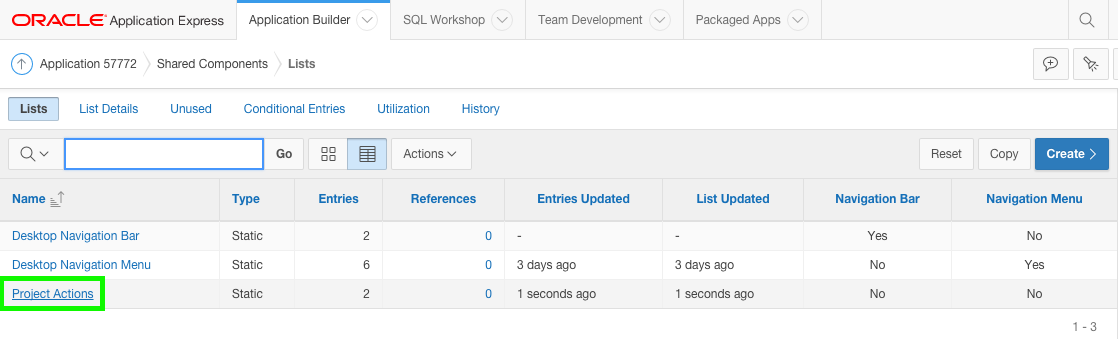 ORACLE Application Express Application Builder SQL Workshop Team Development Packaged Apps
Application 57772 Shared Components Lists
Lists List Details Unused Conditional Entries Utilization History
Go Actions Reset Copy Create
Name Type Entries References Entries Updated List Updated Navigation Bar Navigation Menu
Desktop Navigation Bar Static 2 0 - - Yes No
Desktop Navigation Menu Static 6 0 3 days ago 3 days ago No Yes
Project Actions Static 2 0 1 seconds ago 1 seconds ago No No
1 - 3